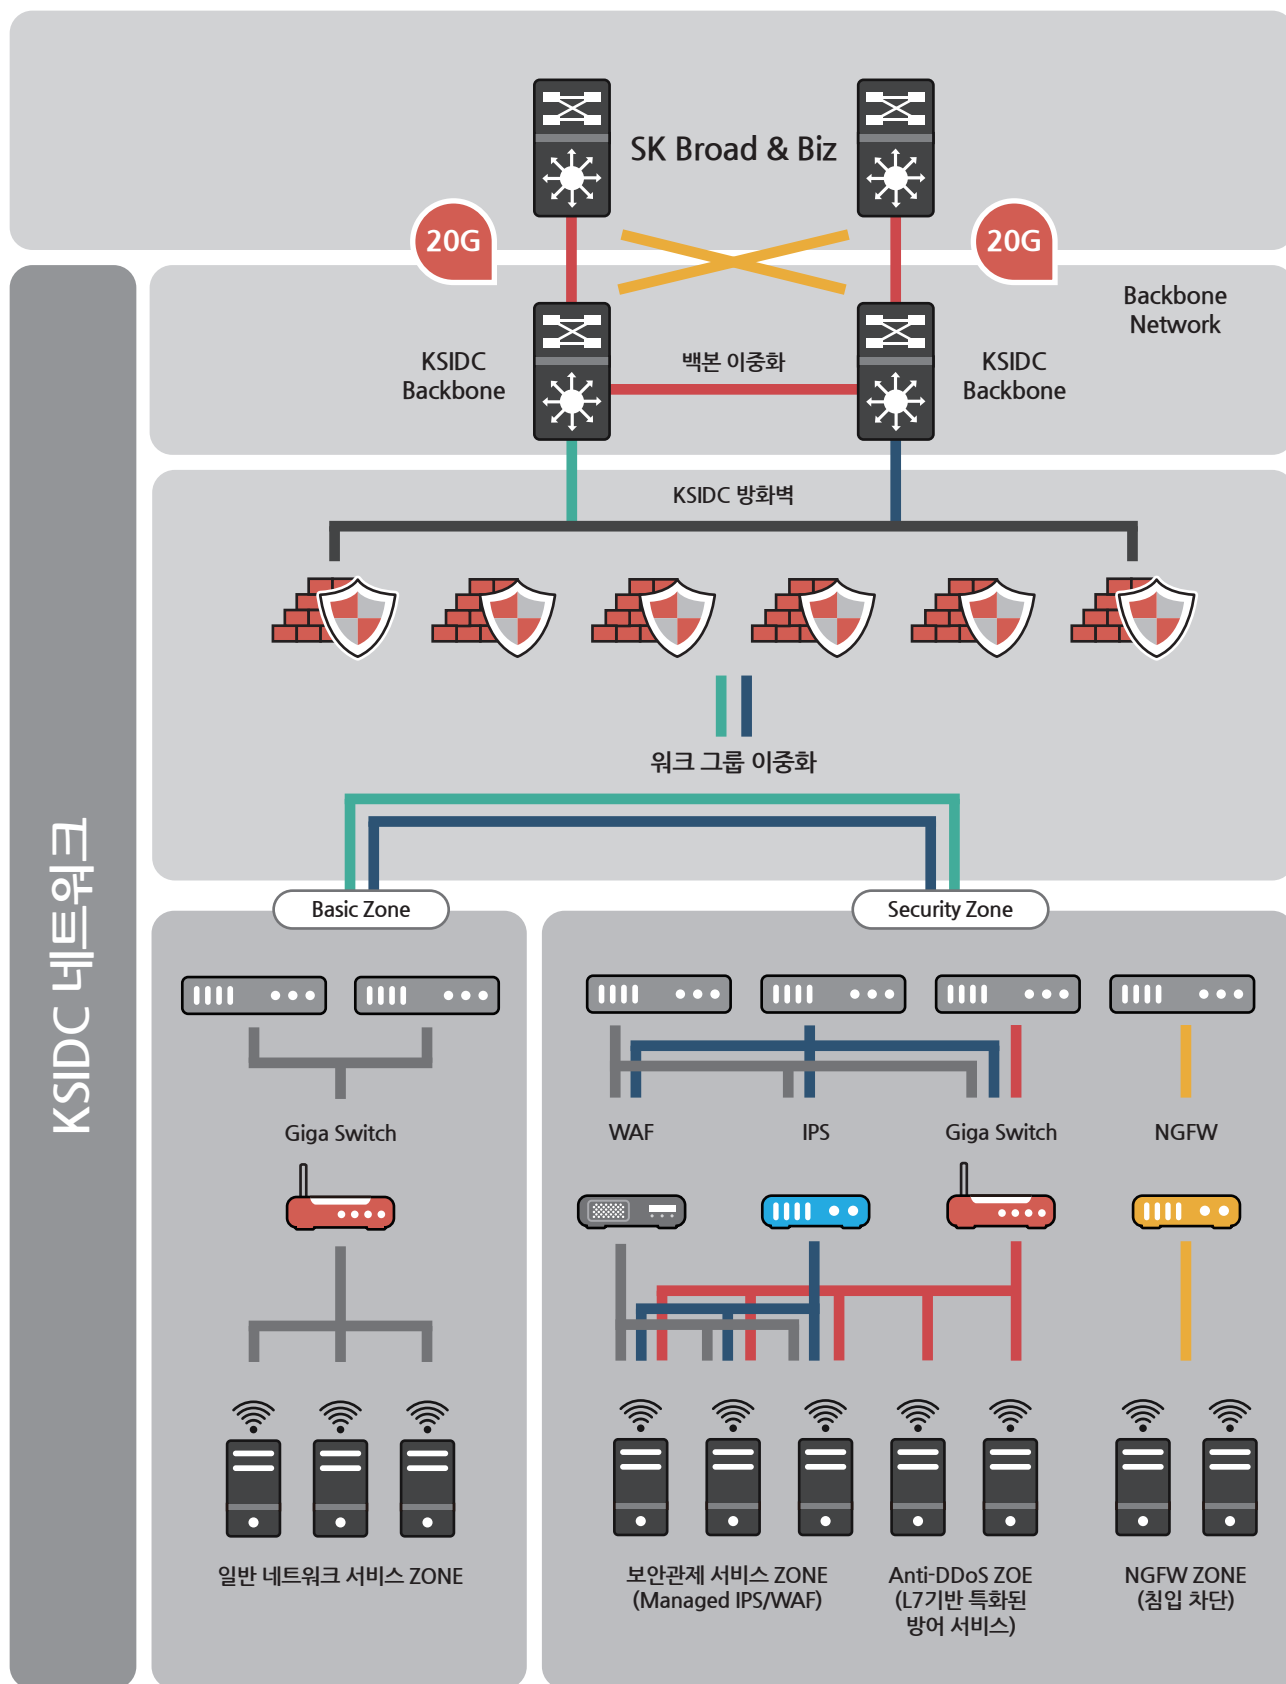 SK Broad & Biz
20G
20G
Backbone
Network
KSIDC
Backbone
백본 이중화
KSIDC
Backbone
KSIDC 방화벽
워크 그룹 이중화
KSIDC 네트워크
Basic Zone
Security Zone
Giga Switch
WAF
IPS
Giga Switch
NGFW
일반 네트워크 서비스 ZONE
보안관제 서비스 ZONE
(Managed IPS/WAF)
Anti-DDoS ZOE
(L7기반 특화된
방어 서비스)
NGFW ZONE
(침입 차단)